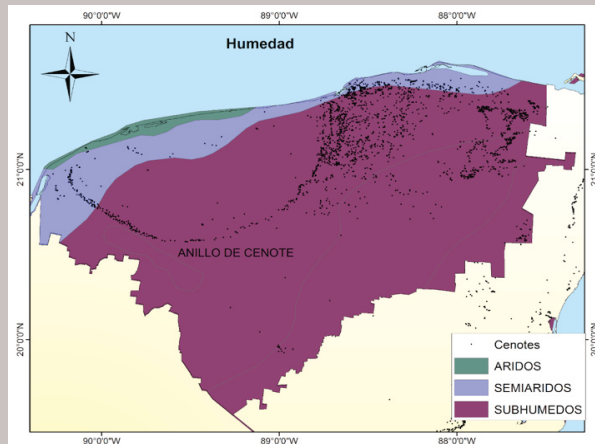 90°0'0"W 89°0'0"W 88°0'0"W
Humedad
N
21°0'0"N 21°0'0"N
ANILLO DE CENOTE
20°0'0"N 20°0'0"N
Cenotes
ARIDOS
SEMIARIDOS
SUBHUMEDOS
90°0'0"W 89°0'0"W 88°0'0"W